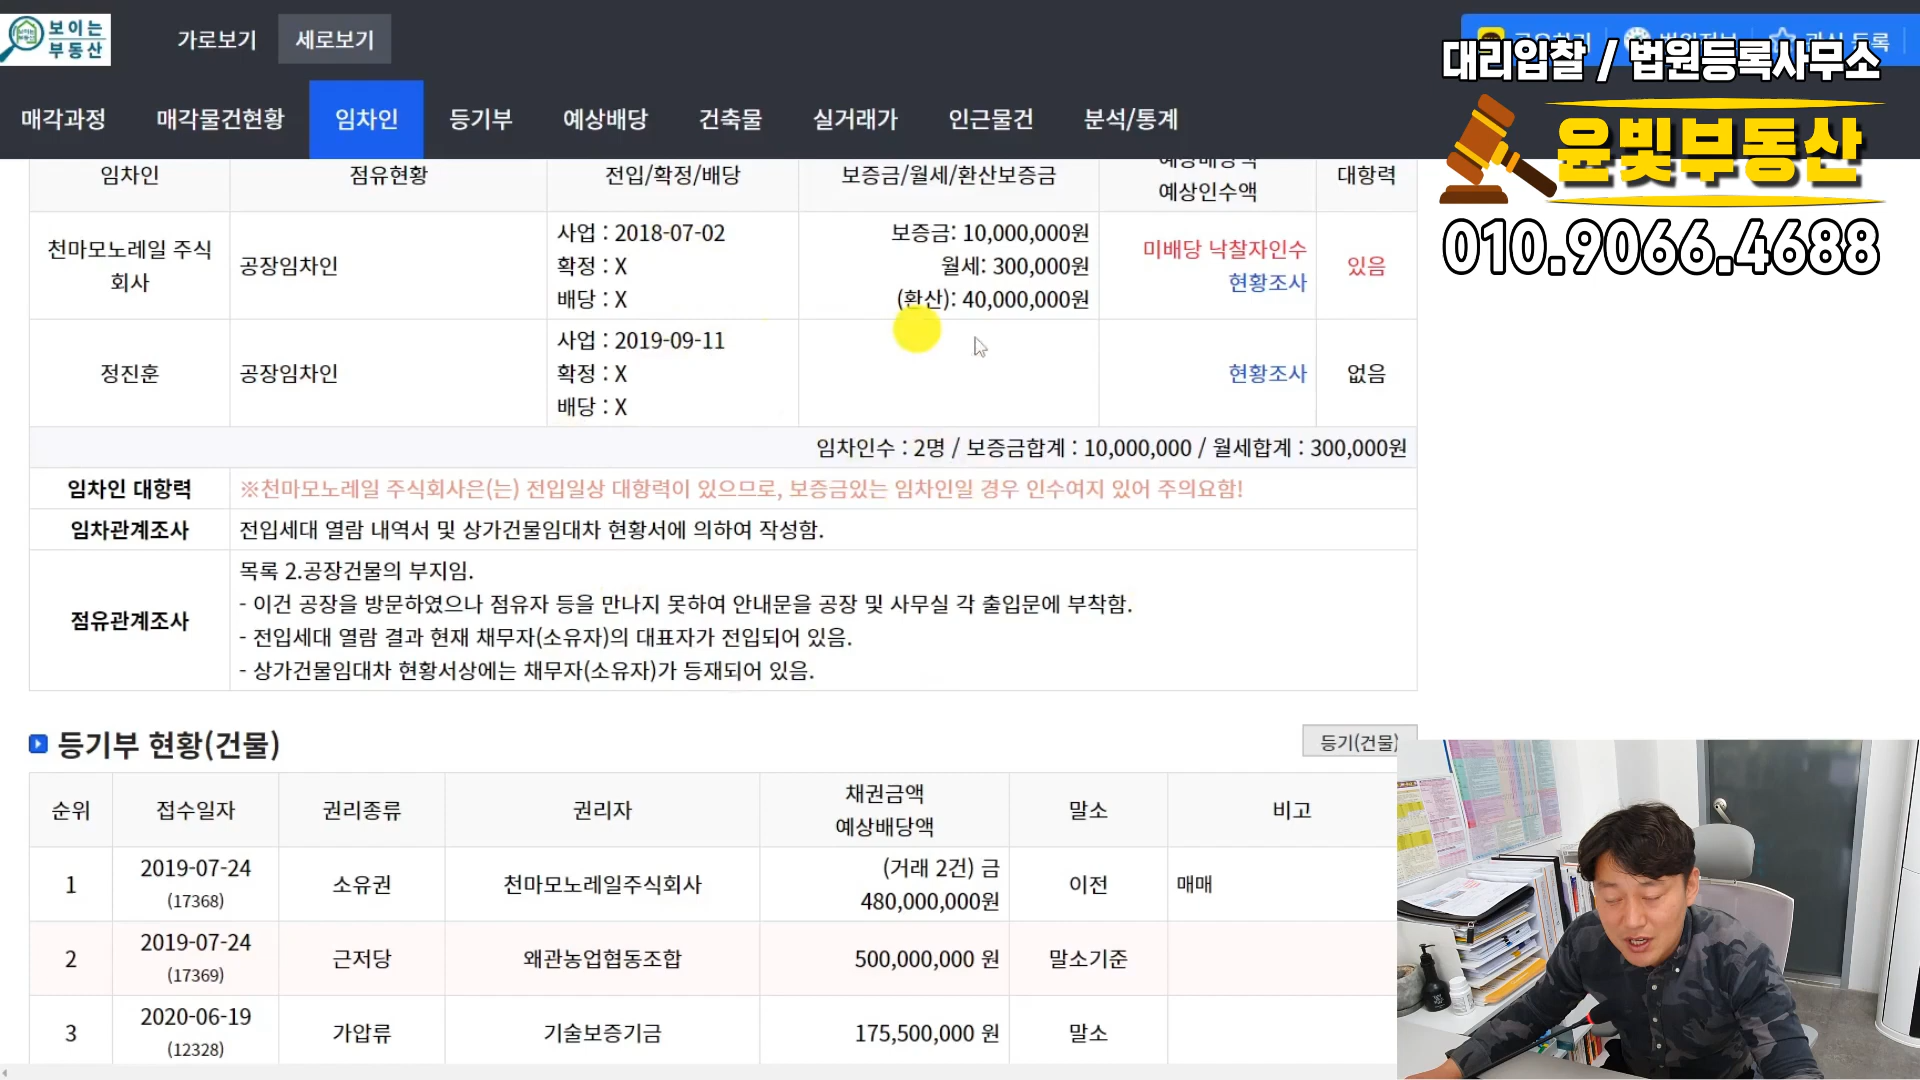 보이는
부동산
가로보기
세로보기
대리입찰 / 법원등록사무소
윤빛부동산
010.9066.4688
매각과정
매각물건현황
임차인
등기부
예상배당
건축물
실거래가
인근물건
분석/통계
임차인
점유현황
전입/확정/배당
보증금/월세/환산보증금
예상배당액
예상인수액
대항력
천마모노레일 주식
회사
공장임차인
사업 : 2018-07-02
확정 : X
배당 : X
보증금: 10,000,000원
월세: 300,000원
(환산): 40,000,000원
미배당 낙찰자인수
현황조사
있음
정진훈
공장임차인
사업 : 2019-09-11
확정 : X
배당 : X
현황조사
없음
임차인수 : 2명 / 보증금합계 : 10,000,000 / 월세합계 : 300,000원
임차인 대항력
※천마모노레일 주식회사은(는) 전입일상 대항력이 있으므로, 보증금있는 임차인일 경우 인수여지 있어 주의요함!
임차관계조사
전입세대 열람 내역서 및 상가건물임대차 현황서에 의하여 작성함.
점유관계조사
목록 2.공장건물의 부지임.
- 이건 공장을 방문하였으나 점유자 등을 만나지 못하여 안내문을 공장 및 사무실 각 출입문에 부착함.
- 전입세대 열람 결과 현재 채무자(소유자)의 대표자가 전입되어 있음.
- 상가건물임대차 현황서상에는 채무자(소유자)가 등재되어 있음.
등기부 현황(건물)
등기(건물)
순위
접수일자
권리종류
권리자
채권금액
예상배당액
말소
비고
1
2019-07-24
(17368)
소유권
천마모노레일주식회사
(거래 2건) 금
480,000,000원
이전
매매
2
2019-07-24
(17369)
근저당
왜관농업협동조합
500,000,000 원
말소기준
3
2020-06-19
(12328)
가압류
기술보증기금
175,500,000 원
말소